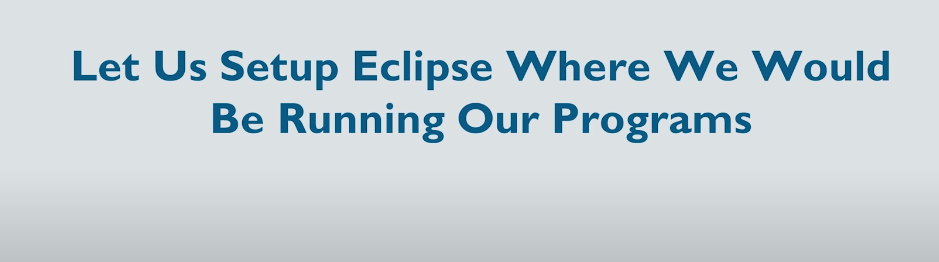 Let Us Setup Eclipse Where We Would
Be Running Our Programs